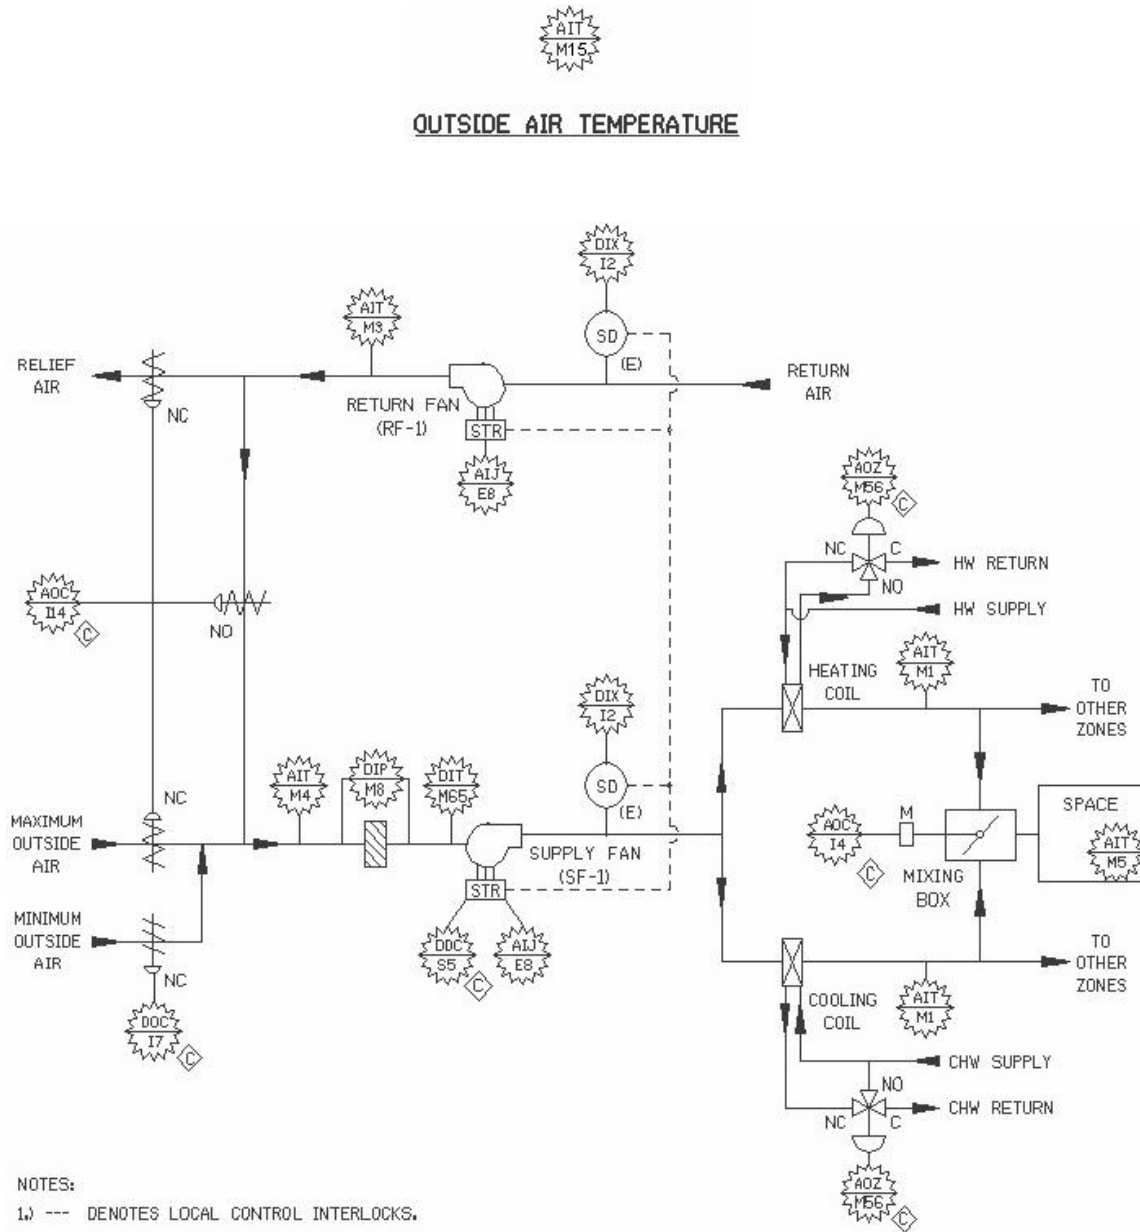 AIT
M15
OUTSIDE AIR TEMPERATURE
DIX
I2
AIT
M3
SD
(E)
RELIEF
AIR
NC
RETURN FAN
(RF-1)
STR
RETURN
AIR
AIJ
E8
AOZ
M56
C
NC
C
HW RETURN
NO
HW SUPPLY
AOC
I14
C
NO
HEATING
COIL
AIT
M1
TO
OTHER
ZONES
DIX
I2
AIT
M4
DIP
M8
DIT
M65
SD
(E)
NC
MAXIMUM
OUTSIDE
AIR
SUPPLY FAN
(SF-1)
STR
AOC
I4
C
M
MIXING
BOX
SPACE
AIT
M5
MINIMUM
OUTSIDE
AIR
NC
DOC
I7
C
DDC
S5
C
AIJ
E8
COOLING
COIL
AIT
M1
TO
OTHER
ZONES
CHW SUPPLY
NO
NC
C
CHW RETURN
AOZ
M56
C
NOTES:
1.) --- DENOTES LOCAL CONTROL INTERLOCKS.